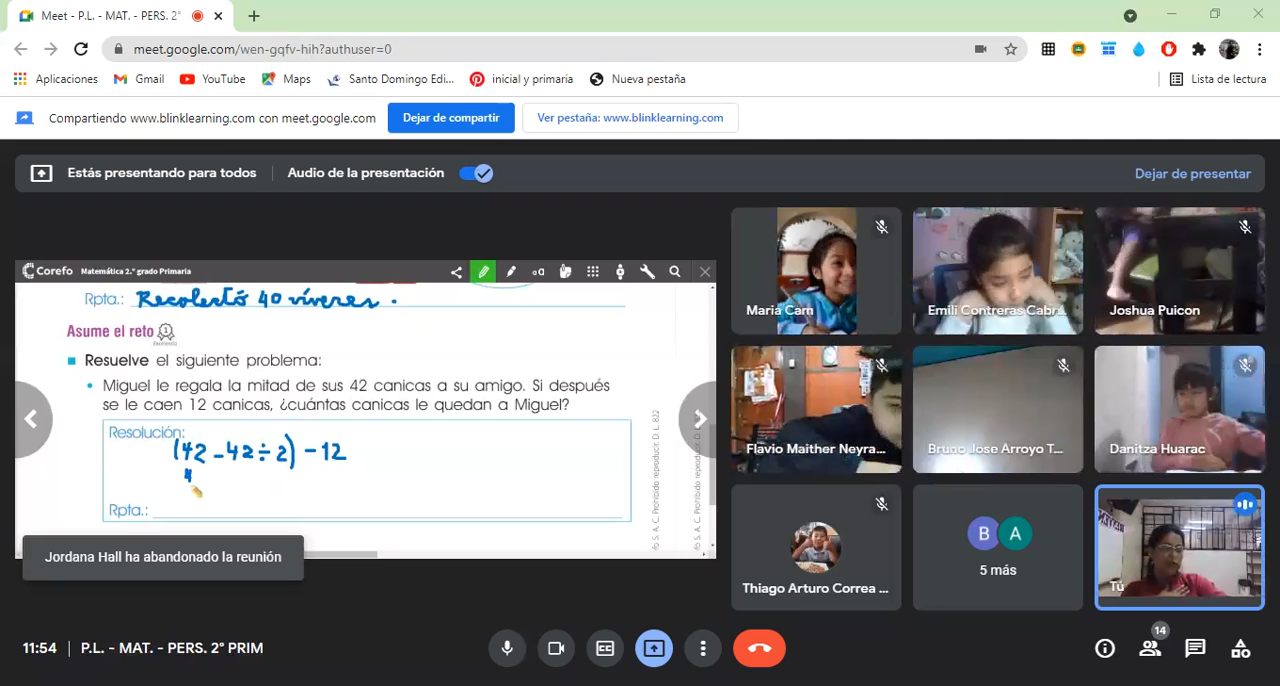 Meet - P.L. - MAT. - PERS. 2°
meet.google.com/wen-gqfv-hih?authuser=0
Aplicaciones Gmail YouTube Maps Santo Domingo Edi... inicial y primaria Nueva pestaña Lista de lectura
Compartiendo www.blinklearning.com con meet.google.com Dejar de compartir Ver pestaña: www.blinklearning.com
Estás presentando para todos Audio de la presentación Dejar de presentar
Corefo Matemática 2.° grado Primaria
Rpta.: Recolectó 40 víveres.
Asume el reto
Resuelve el siguiente problema:
• Miguel le regala la mitad de sus 42 canicas a su amigo. Si después
se le caen 12 canicas, ¿cuántas canicas le quedan a Miguel?
Resolución:
(42 - 42 ÷ 2) - 12
4
Rpta.:
S. A. C. Prohibido reproducir. D. L. 822
Jordana Hall ha abandonado la reunión
Maria Cam
Emili Contreras Cabr...
Joshua Puicon
Flavio Maither Neyra...
Bruno Jose Arroyo T...
Danitza Huarac
Thiago Arturo Correa ...
B A
5 más
Tú
11:54 | P.L. - MAT. - PERS. 2° PRIM
14